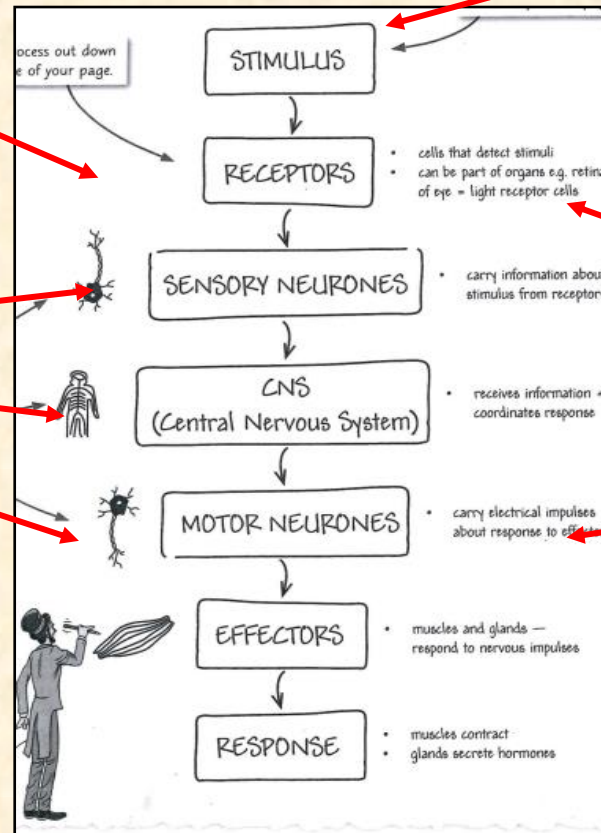 ocess out down
e of your page.
STIMULUS
RECEPTORS
• cells that detect stimuli
• can be part of organs e.g. retina
of eye = light receptor cells
SENSORY NEURONES
• carry information about
stimulus from receptor
CNS
(Central Nervous System)
• receives information
coordinates response
MOTOR NEURONES
• carry electrical impulses
about response to
EFFECTORS
• muscles and glands —
respond to nervous impulses
RESPONSE
• muscles contract
• glands secrete hormones